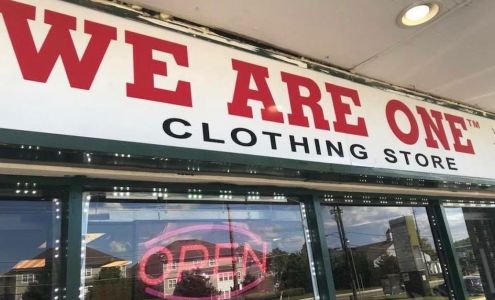 WE ARE ONE™
CLOTHING STORE
OPEN